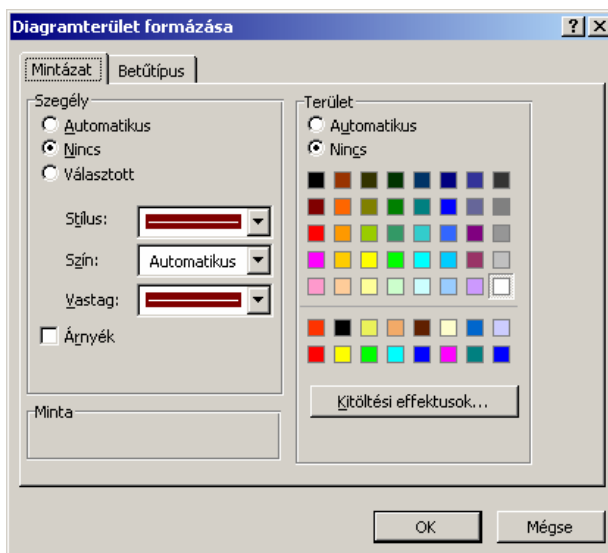 Diagramterület formázása
Mintázat
Betűtípus
Szegély
Automatikus
Nincs
Választott
Stílus:
Szín:
Automatikus
Vastag:
Árnyék
Minta
Terület
Automatikus
Nincs
Kitöltési effektusok...
OK
Mégse